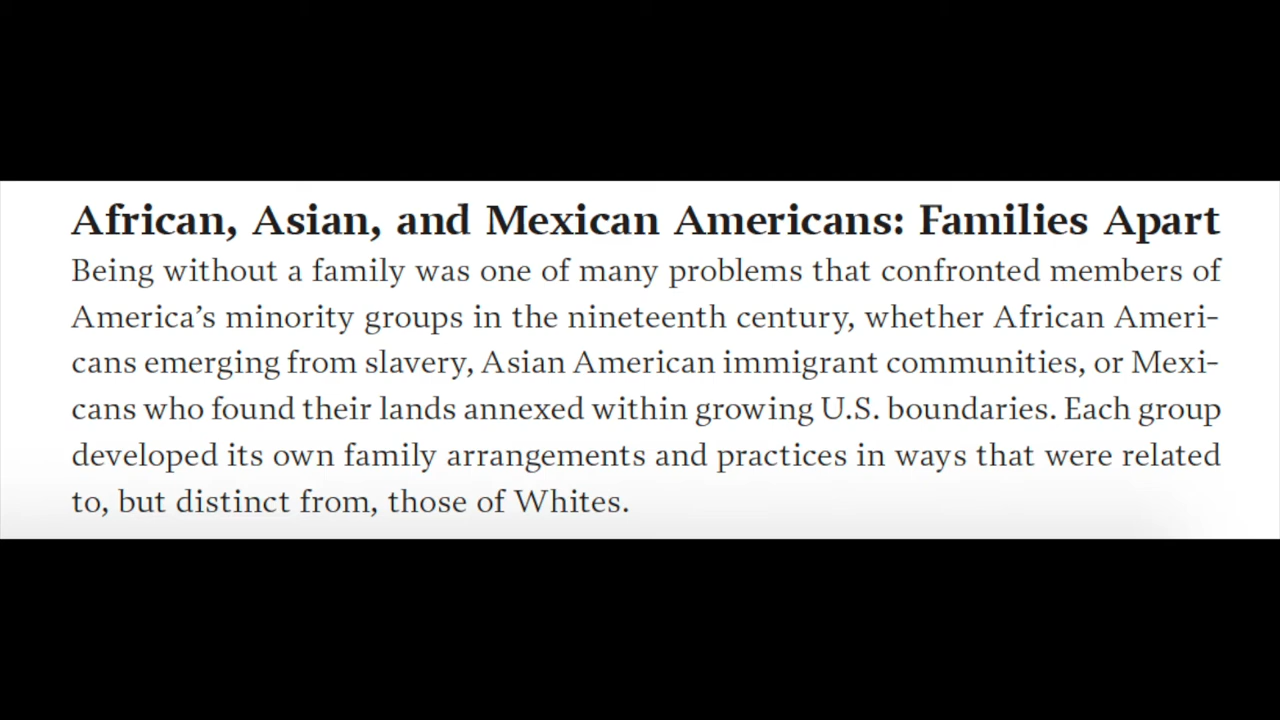 African, Asian, and Mexican Americans: Families Apart
Being without a family was one of many problems that confronted members of
America’s minority groups in the nineteenth century, whether African Ameri-
cans emerging from slavery, Asian American immigrant communities, or Mexi-
cans who found their lands annexed within growing U.S. boundaries. Each group
developed its own family arrangements and practices in ways that were related
to, but distinct from, those of Whites.